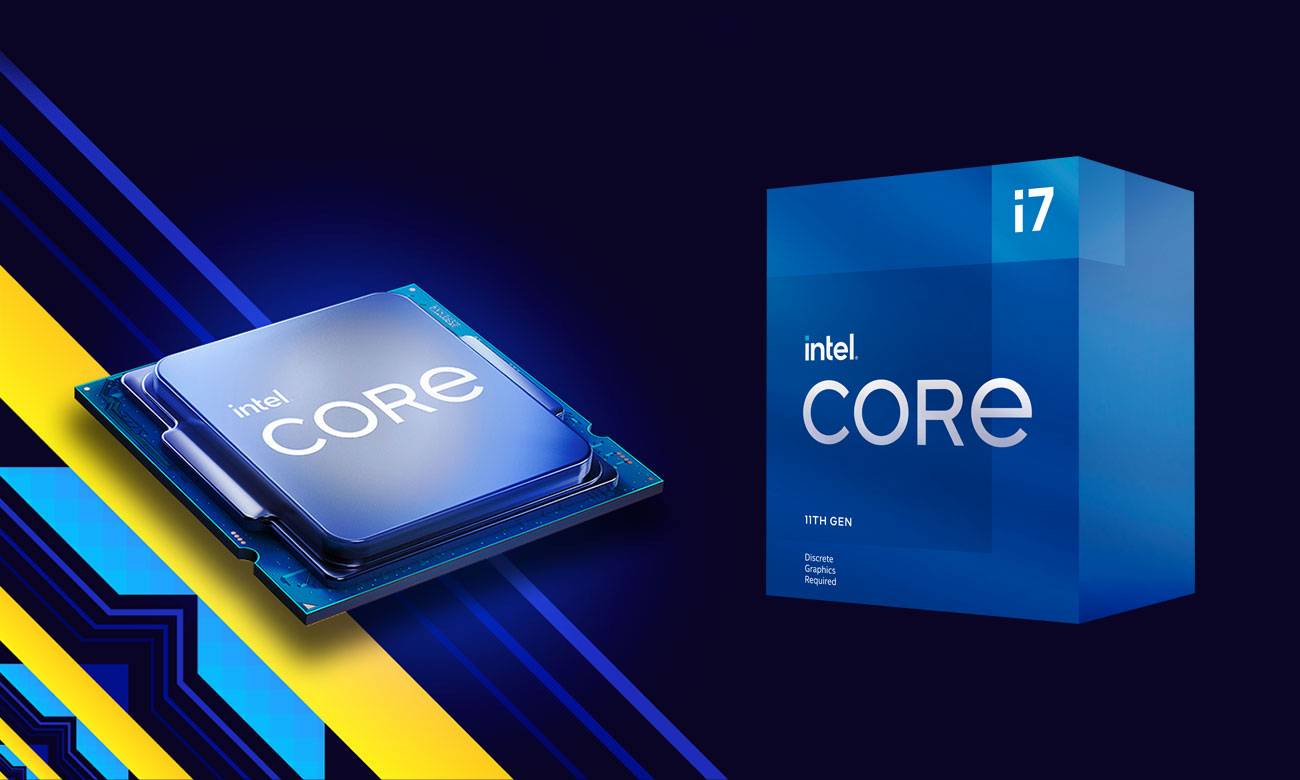 intel
CORE
i7
intel
CORE
11TH GEN
Discrete
Graphics
Required